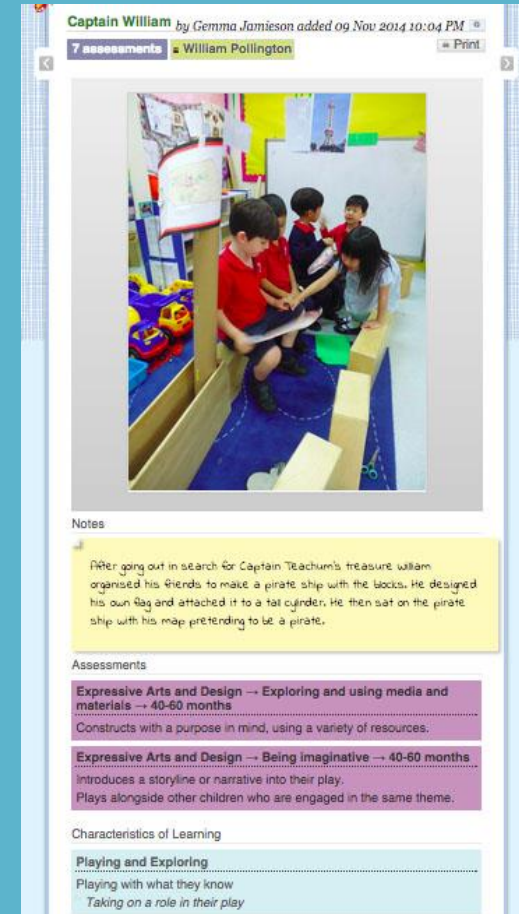 Captain William by Gemma Jamieson added 09 Nov 2014 10:04 PM
7 assessments William Pollington
Print
Notes
After going out in search for Captain Teachum's treasure william
organised his friends to make a pirate ship with the blocks. He designed
his own flag and attached it to a tall cylinder. He then sat on the pirate
ship with his map pretending to be a pirate.
Assessments
Expressive Arts and Design → Exploring and using media and
materials → 40-60 months
Constructs with a purpose in mind, using a variety of resources.
Expressive Arts and Design → Being imaginative → 40-60 months
Introduces a storyline or narrative into their play.
Plays alongside other children who are engaged in the same theme.
Characteristics of Learning
Playing and Exploring
Playing with what they know
Taking on a role in their play